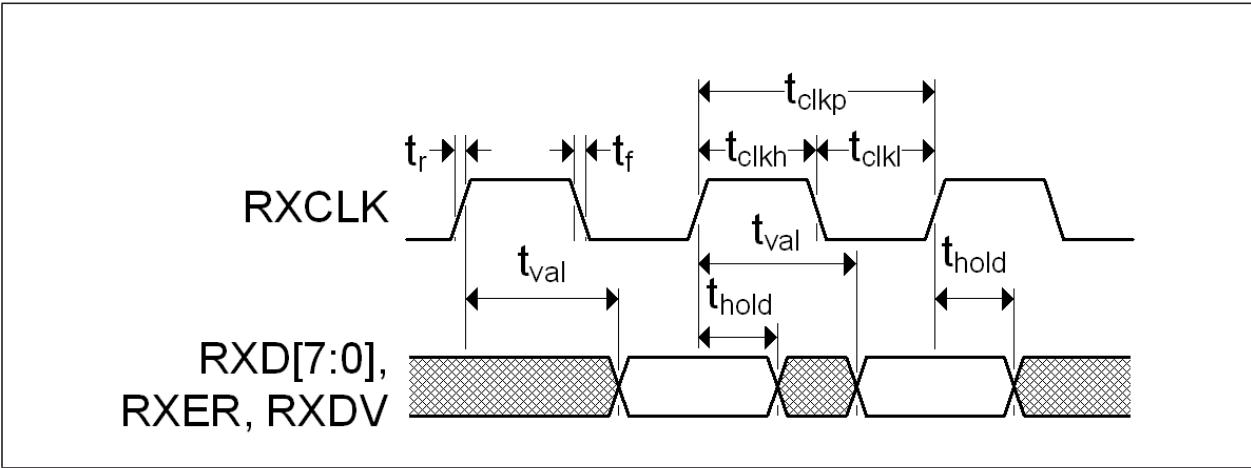 tclkp
tr
tf
tclkh
tclkl
RXCLK
tval
tval
thold
thold
RXD[7:0],
RXER, RXDV